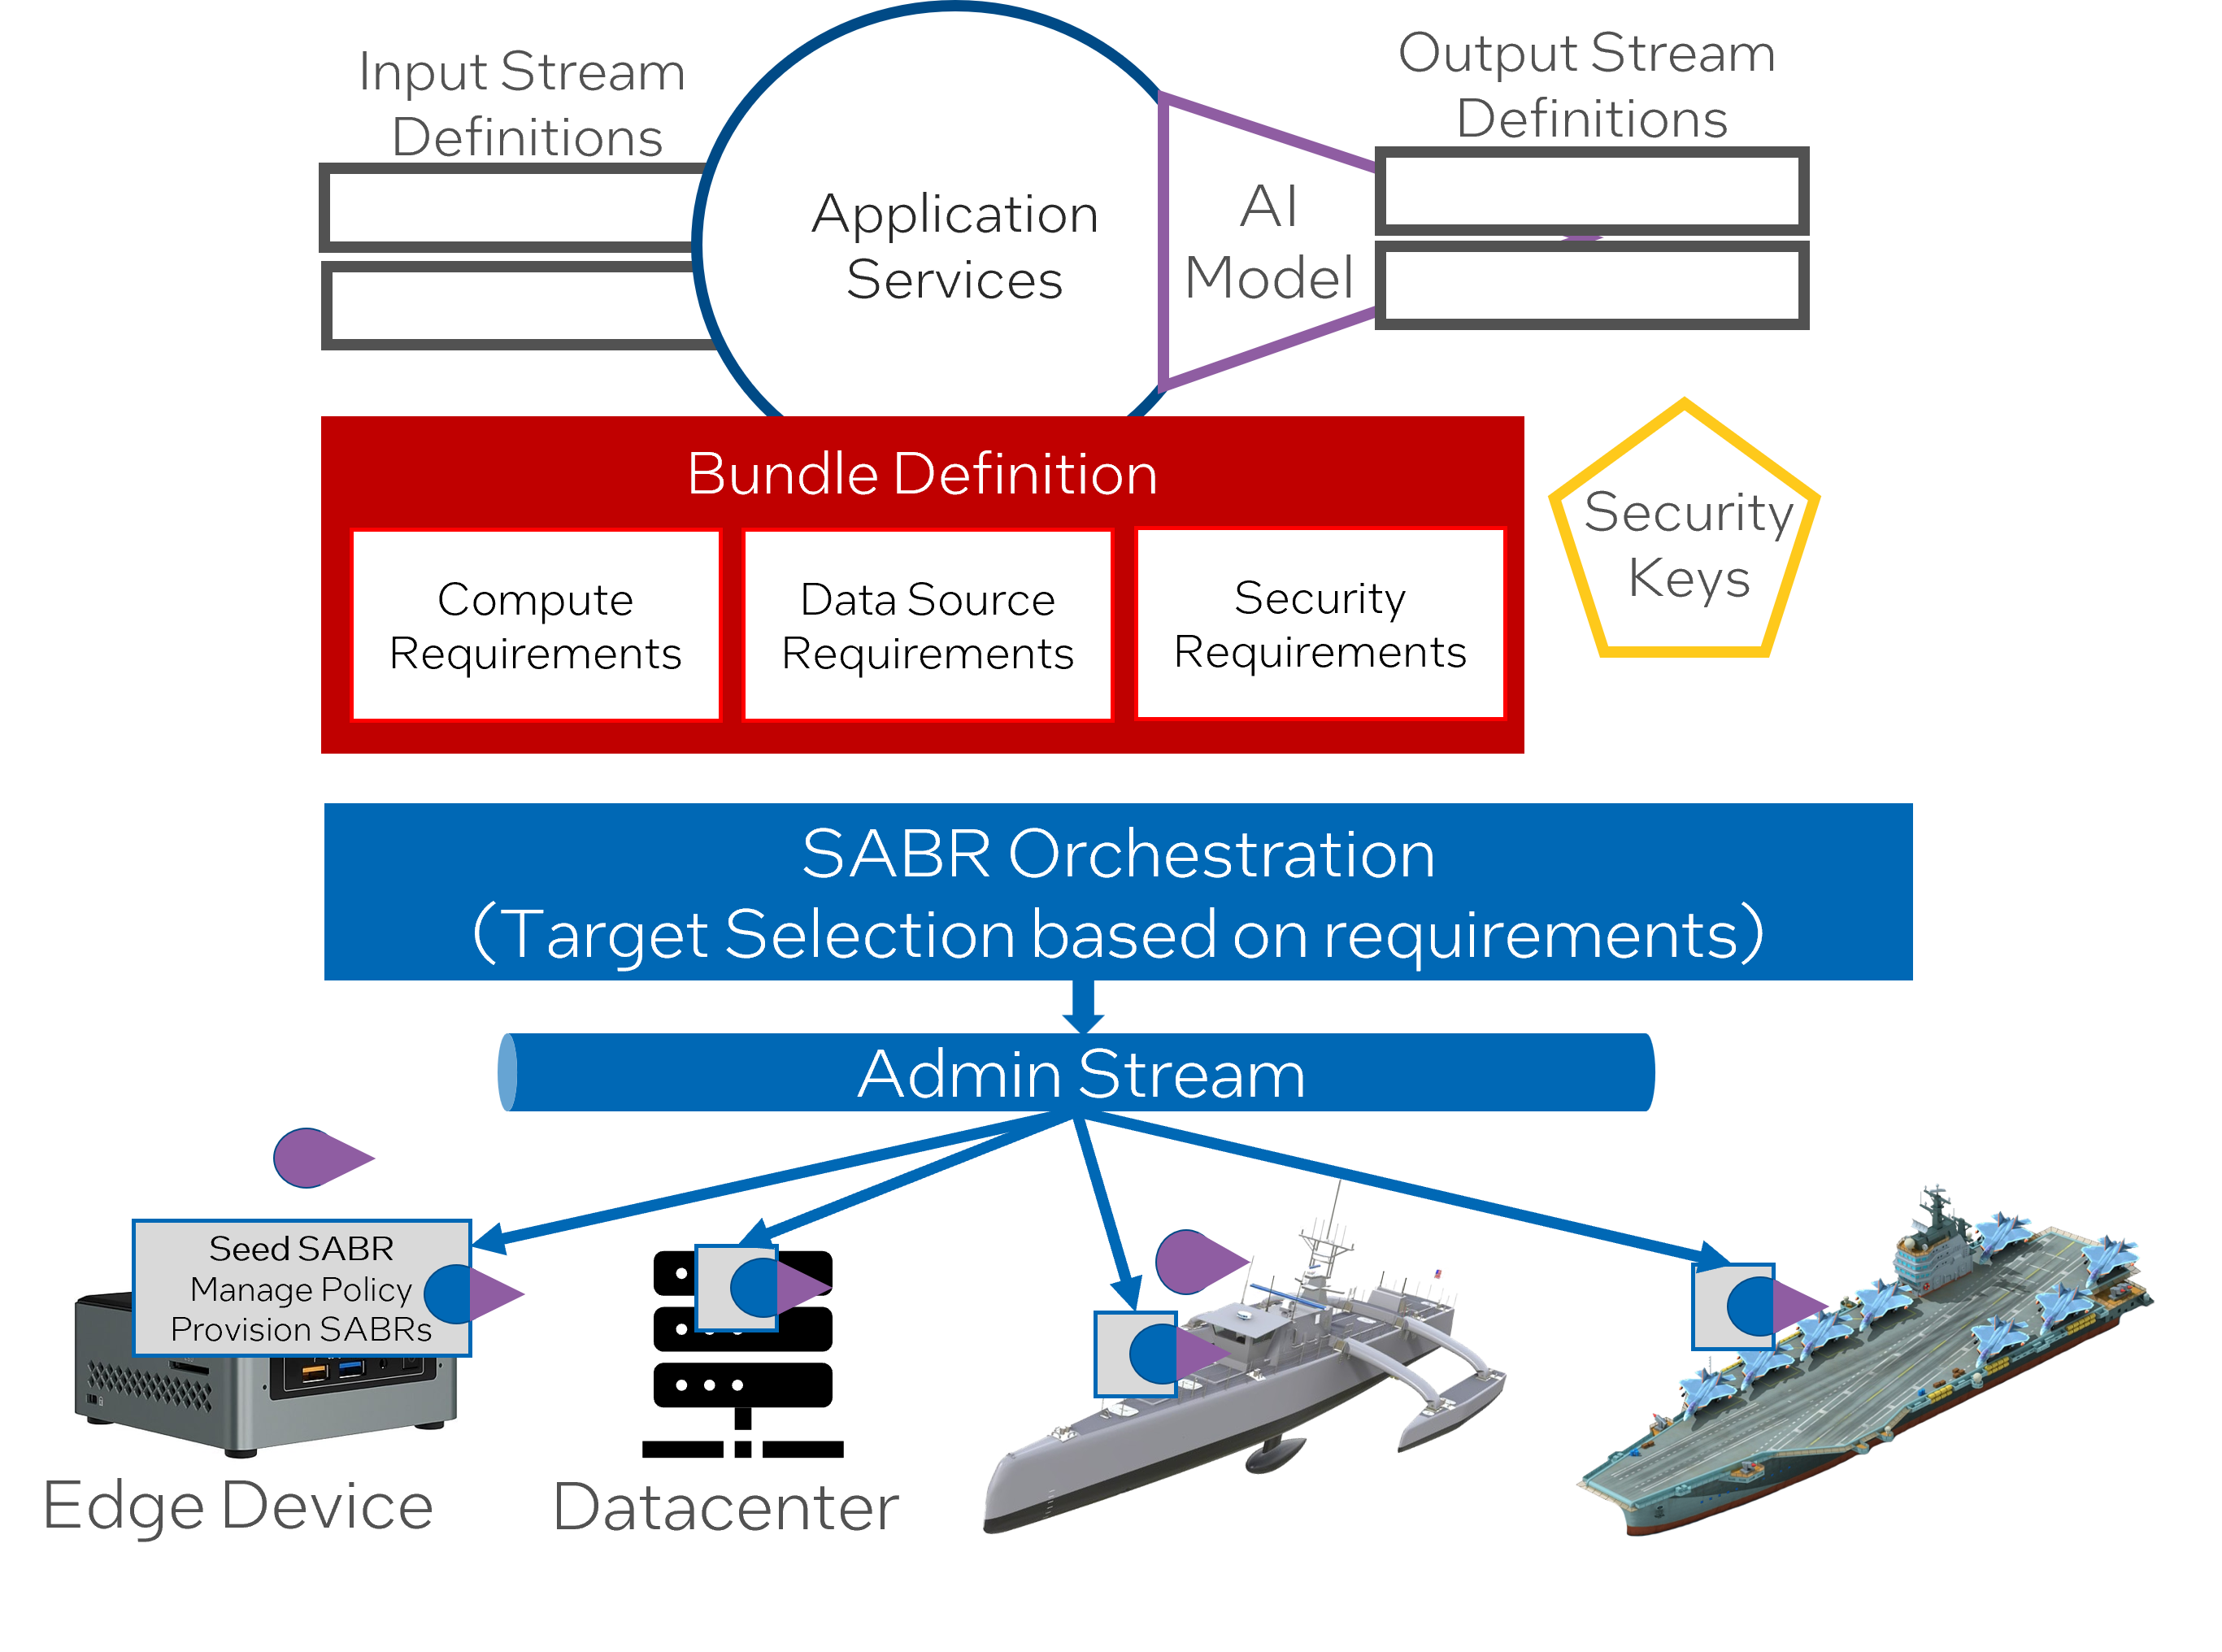 Input Stream
Definitions
Application
Services
AI
Model
Output Stream
Definitions
Bundle Definition
Compute
Requirements
Data Source
Requirements
Security
Requirements
Security
Keys
SABR Orchestration
(Target Selection based on requirements)
Admin Stream
Seed SABR
Manage Policy
Provision SABRs
Edge Device
Datacenter